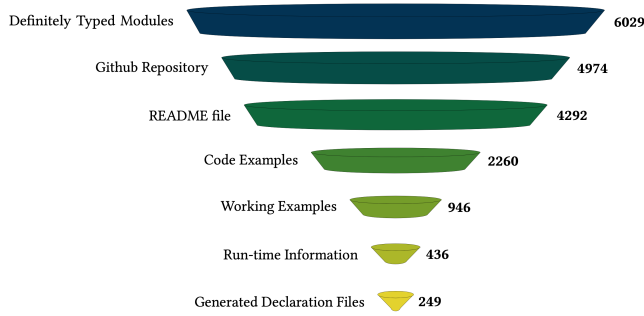 Definitely Typed Modules 6029
Github Repository 4974
README file 4292
Code Examples 2260
Working Examples 946
Run-time Information 436
Generated Declaration Files 249